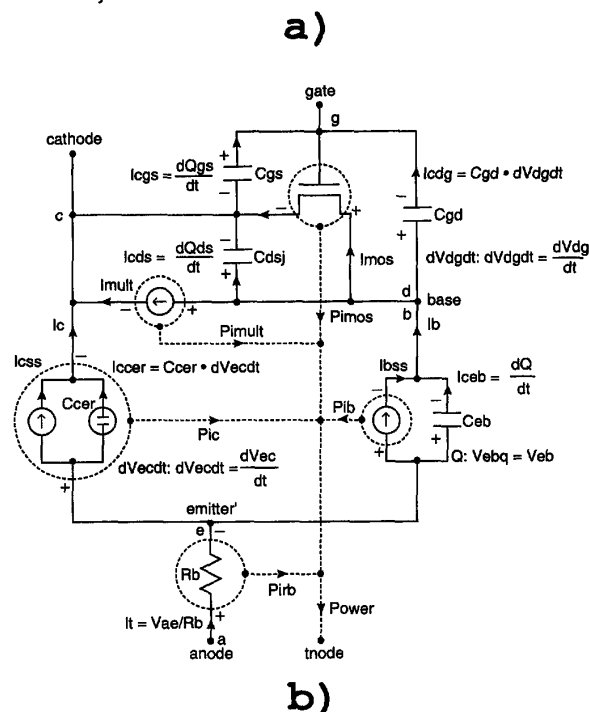 a)
gate
g
cathode
Icgs = dQgs/dt
Cgs
Icdg = Cgd • dVdgdt
Cgd
c
Icds = dQds/dt
Cdsj
Imos
dVdgdt: dVdgdt = dVdg/dt
Imult
d
base
b
Pimos
Ic
Pimult
Ib
Icss
Iccer = Ccer • dVecdt
Ibss
Iceb = dQ/dt
Ccer
Pib
Ceb
Pic
dVecdt: dVecdt = dVec/dt
Q: Vebq = Veb
emitter'
e
Rb
Pirb
Power
It = Vae/Rb
a
anode
tnode
b)